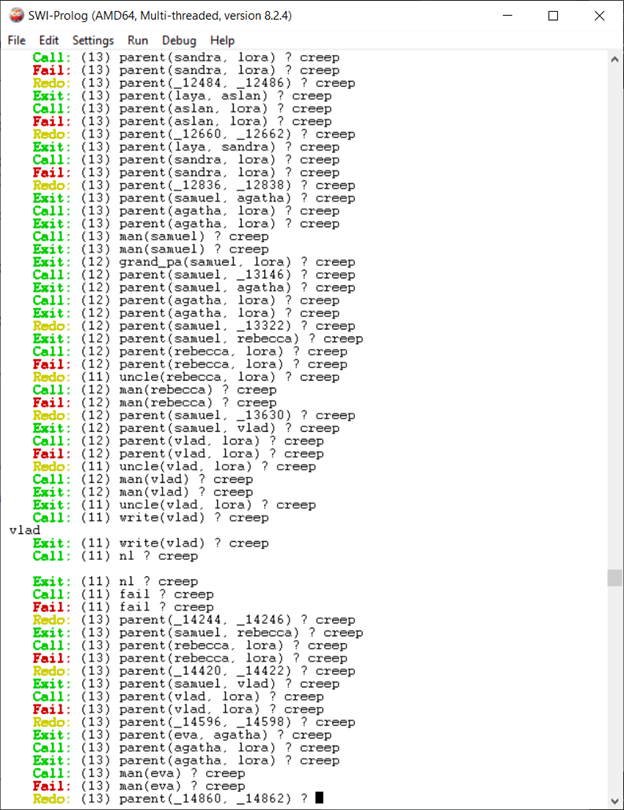 SWI-Prolog (AMD64, Multi-threaded, version 8.2.4)
File Edit Settings Run Debug Help
Call: (13) parent(sandra, lora) ? creep
Fail: (13) parent(sandra, lora) ? creep
Redo: (13) parent(_12484, _12486) ? creep
Exit: (13) parent(laya, aslan) ? creep
Call: (13) parent(aslan, lora) ? creep
Fail: (13) parent(aslan, lora) ? creep
Redo: (13) parent(_12660, _12662) ? creep
Exit: (13) parent(laya, sandra) ? creep
Call: (13) parent(sandra, lora) ? creep
Fail: (13) parent(sandra, lora) ? creep
Redo: (13) parent(_12836, _12838) ? creep
Exit: (13) parent(samuel, agatha) ? creep
Call: (13) parent(agatha, lora) ? creep
Exit: (13) parent(agatha, lora) ? creep
Call: (13) man(samuel) ? creep
Exit: (13) man(samuel) ? creep
Exit: (12) grand_pa(samuel, lora) ? creep
Call: (12) parent(samuel, _13146) ? creep
Exit: (12) parent(samuel, agatha) ? creep
Call: (12) parent(agatha, lora) ? creep
Exit: (12) parent(agatha, lora) ? creep
Redo: (12) parent(samuel, _13322) ? creep
Exit: (12) parent(samuel, rebecca) ? creep
Call: (12) parent(rebecca, lora) ? creep
Fail: (12) parent(rebecca, lora) ? creep
Redo: (11) uncle(rebecca, lora) ? creep
Call: (12) man(rebecca) ? creep
Fail: (12) man(rebecca) ? creep
Redo: (12) parent(samuel, _13630) ? creep
Exit: (12) parent(samuel, vlad) ? creep
Call: (12) parent(vlad, lora) ? creep
Fail: (12) parent(vlad, lora) ? creep
Redo: (11) uncle(vlad, lora) ? creep
Call: (12) man(vlad) ? creep
Exit: (12) man(vlad) ? creep
Exit: (11) uncle(vlad, lora) ? creep
Call: (11) write(vlad) ? creep
vlad
Exit: (11) write(vlad) ? creep
Call: (11) nl ? creep
Exit: (11) nl ? creep
Call: (11) fail ? creep
Fail: (11) fail ? creep
Redo: (13) parent(_14244, _14246) ? creep
Exit: (13) parent(samuel, rebecca) ? creep
Call: (13) parent(rebecca, lora) ? creep
Fail: (13) parent(rebecca, lora) ? creep
Redo: (13) parent(_14420, _14422) ? creep
Exit: (13) parent(samuel, vlad) ? creep
Call: (13) parent(vlad, lora) ? creep
Fail: (13) parent(vlad, lora) ? creep
Redo: (13) parent(_14596, _14598) ? creep
Exit: (13) parent(eva, agatha) ? creep
Call: (13) parent(agatha, lora) ? creep
Exit: (13) parent(agatha, lora) ? creep
Call: (13) man(eva) ? creep
Fail: (13) man(eva) ? creep
Redo: (13) parent(_14860, _14862) ?